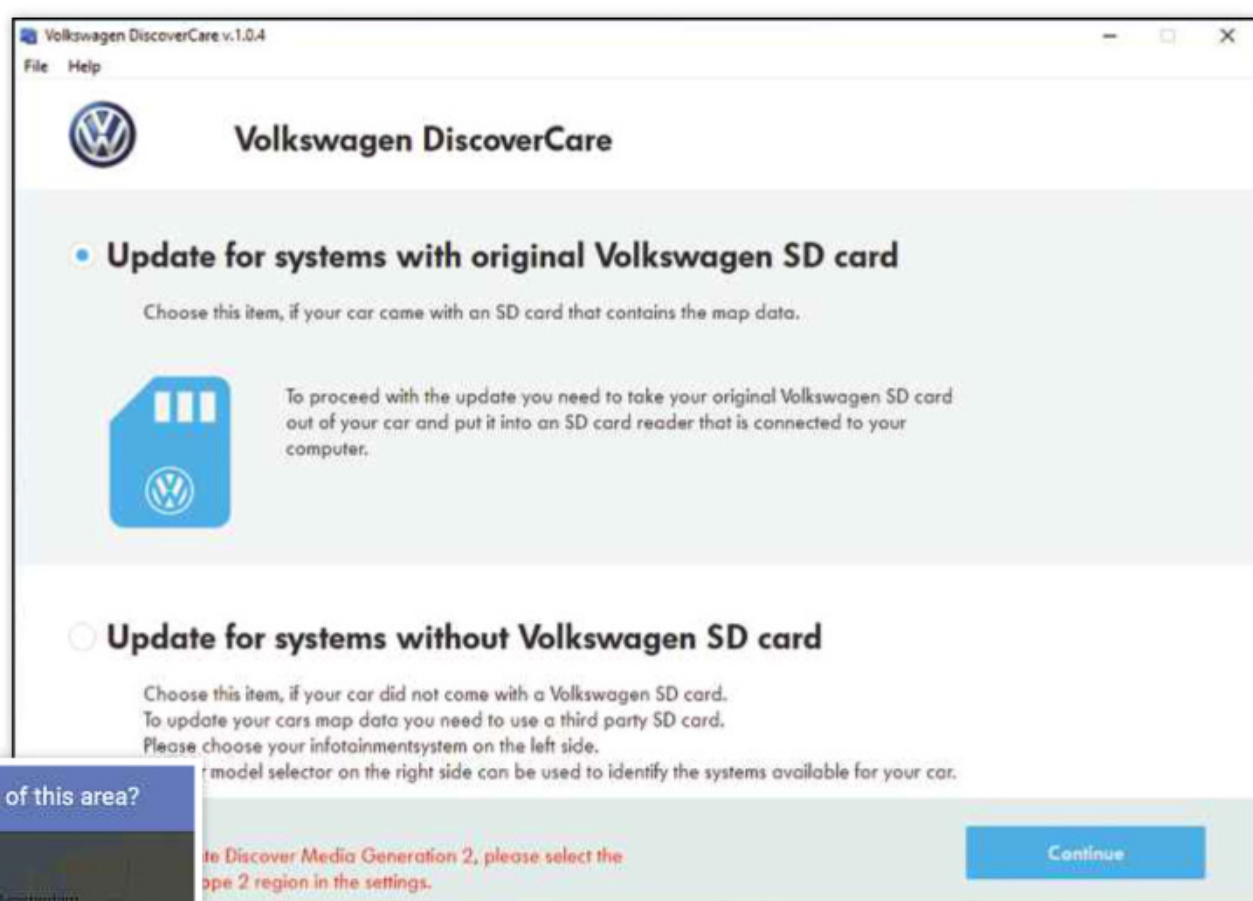 Volkswagen DiscoverCare v.1.0.4
File Help
Volkswagen DiscoverCare
Update for systems with original Volkswagen SD card
Choose this item, if your car came with an SD card that contains the map data.
To proceed with the update you need to take your original Volkswagen SD card
out of your car and put it into an SD card reader that is connected to your
computer.
Update for systems without Volkswagen SD card
Choose this item, if your car did not come with a Volkswagen SD card.
To update your cars map data you need to use a third party SD card.
Please choose your infotainmentsystem on the left side.
model selector on the right side can be used to identify the systems available for your car.
of this area?
Discover Media Generation 2, please select the
2 region in the settings.
Continue